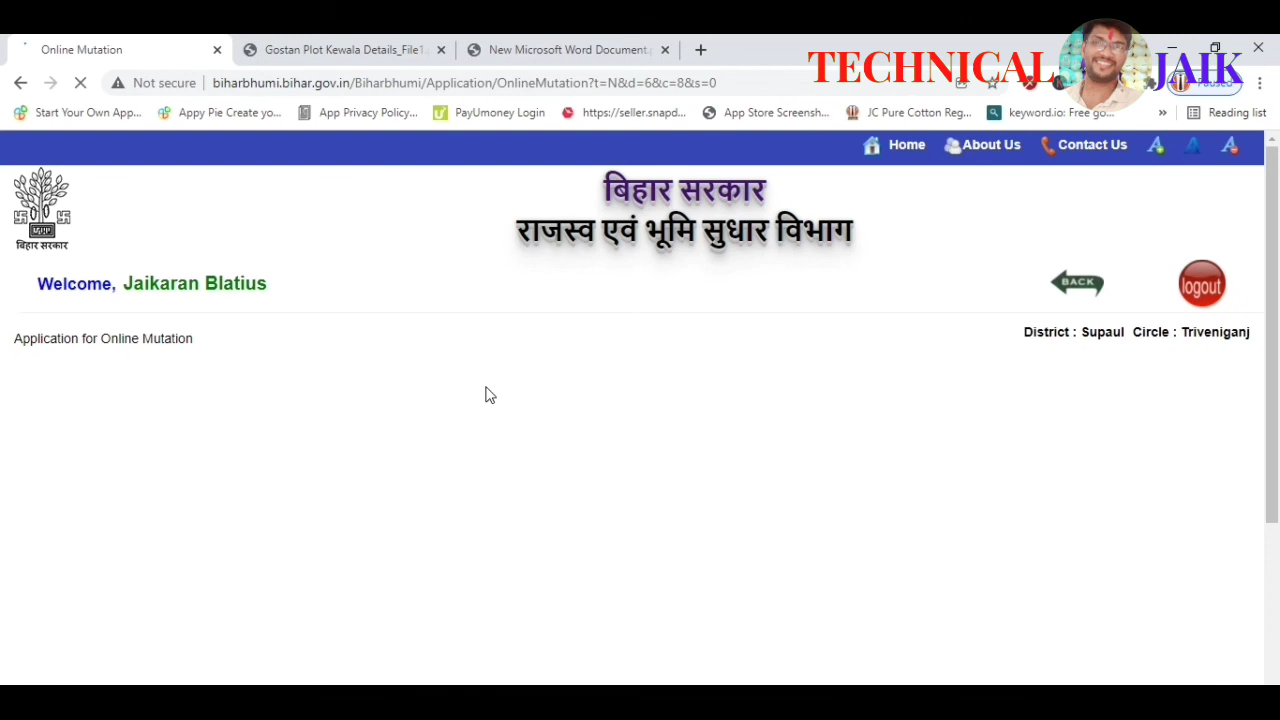 Online Mutation
Gostan Plot Kewala Details_File1
New Microsoft Word Document.
TECHNICAL JAIK
Not secure
biharbhumi.bihar.gov.in/Biharbhumi/Application/OnlineMutation?t=N&d=6&c=8&s=0
Paused
Start Your Own App...
Appy Pie Create yo...
App Privacy Policy...
PayUmoney Login
https://seller.snapd...
App Store Screensh...
JC Pure Cotton Reg...
keyword.io: Free go...
»
Reading list
Home
About Us
Contact Us
A
A
A
बिहार सरकार
राजस्व एवं भूमि सुधार विभाग
बिहार सरकार
Welcome, Jaikaran Blatius
BACK
logout
Application for Online Mutation
District : Supaul Circle : Triveniganj